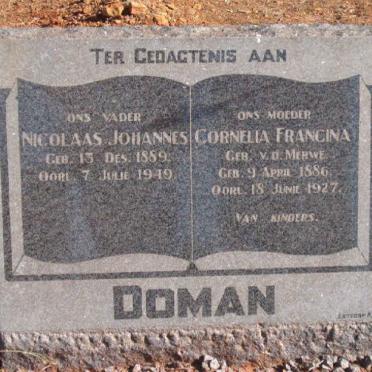 TER GEDAGTENIS AAN
ONS VADER
NICOLAAS JOHANNES
GEB. 13 DES. 1889.
OORL. 7 JULIE 1949.
ONS MOEDER
CORNELIA FRANCINA
GEB. V.D. MERWE.
GEB. 9 APRIL 1886.
OORL. 18 JUNIE 1927.
VAN KINDERS.
DOMAN